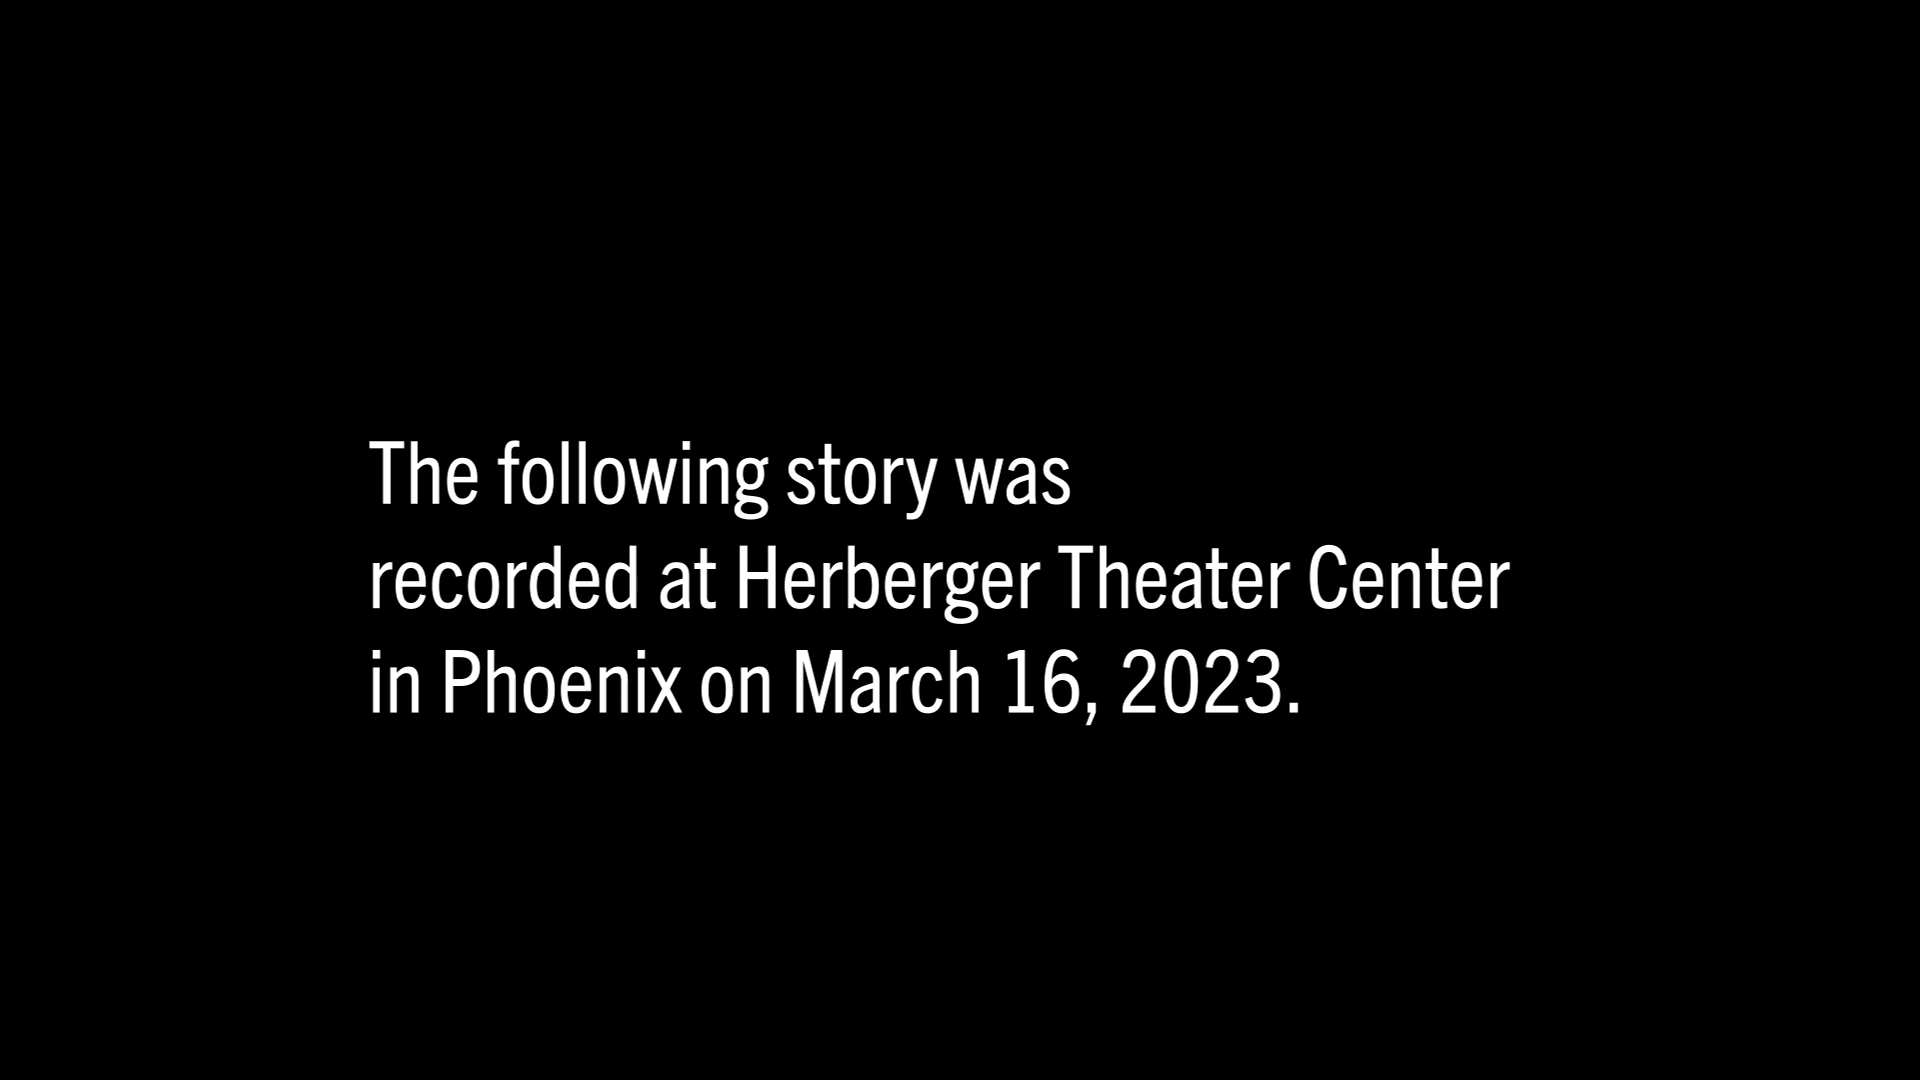 The following story was
recorded at Herberger Theater Center
in Phoenix on March 16, 2023.